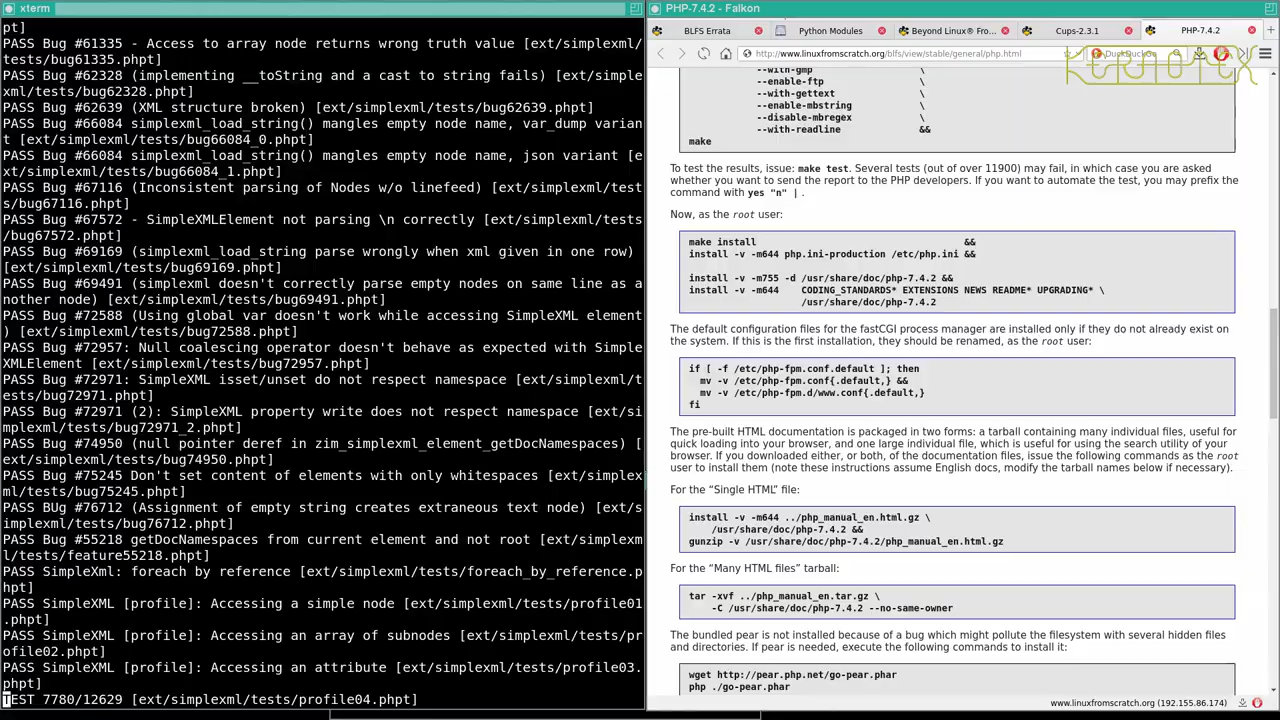 xterm
pt]
PASS Bug #61335 - Access to array node returns wrong truth value [ext/simplexml/
tests/bug61335.phpt]
PASS Bug #62328 (implementing __toString and a cast to string fails) [ext/simple
xml/tests/bug62328.phpt]
PASS Bug #62639 (XML structure broken) [ext/simplexml/tests/bug62639.phpt]
PASS Bug #66084 simplexml_load_string() mangles empty node name, var_dump varian
t [ext/simplexml/tests/bug66084_0.phpt]
PASS Bug #66084 simplexml_load_string() mangles empty node name, json variant [e
xt/simplexml/tests/bug66084_1.phpt]
PASS Bug #67116 (Inconsistent parsing of Nodes w/o linefeed) [ext/simplexml/test
s/bug67116.phpt]
PASS Bug #67572 - SimpleXMLElement not parsing \n correctly [ext/simplexml/tests
/bug67572.phpt]
PASS Bug #69169 (simplexml_load_string parse wrongly when xml given in one row)
[ext/simplexml/tests/bug69169.phpt]
PASS Bug #69491 (simplexml doesn't correctly parse empty nodes on same line as a
nother node) [ext/simplexml/tests/bug69491.phpt]
PASS Bug #72588 (Using global var doesn't work while accessing SimpleXML element
) [ext/simplexml/tests/bug72588.phpt]
PASS Bug #72957: Null coalescing operator doesn't behave as expected with Simple
XMLElement [ext/simplexml/tests/bug72957.phpt]
PASS Bug #72971: SimpleXML isset/unset do not respect namespace [ext/simplexml/t
ests/bug72971.phpt]
PASS Bug #72971 (2): SimpleXML property write does not respect namespace [ext/si
mplexml/tests/bug72971_2.phpt]
PASS Bug #74950 (null pointer deref in zim_simplexml_element_getDocNamespaces) [
ext/simplexml/tests/bug74950.phpt]
PASS Bug #75245 Don't set content of elements with only whitespaces [ext/simplex
ml/tests/bug75245.phpt]
PASS Bug #76712 (Assignment of empty string creates extraneous text node) [ext/s
implexml/tests/bug76712.phpt]
PASS Bug #55218 getDocNamespaces from current element and not root [ext/simplexm
l/tests/feature55218.phpt]
PASS SimpleXml: foreach by reference [ext/simplexml/tests/foreach_by_reference.p
hpt]
PASS SimpleXML [profile]: Accessing a simple node [ext/simplexml/tests/profile01
.phpt]
PASS SimpleXML [profile]: Accessing an array of subnodes [ext/simplexml/tests/pr
ofile02.phpt]
PASS SimpleXML [profile]: Accessing an attribute [ext/simplexml/tests/profile03.
phpt]
TEST 7780/12629 [ext/simplexml/tests/profile04.phpt]
PHP-7.4.2 - Falkon
BLFS Errata
Python Modules
Beyond Linux® Fro...
Cups-2.3.1
PHP-7.4.2
http://www.linuxfromscratch.org/blfs/view/stable/general/php.html
DuckDuckGo
KERNOTEX
--with-gmp \
--enable-ftp \
--with-gettext \
--enable-mbstring \
--disable-mbregex \
--with-readline &&
make
To test the results, issue: make test. Several tests (out of over 11900) may fail, in which case you are asked
whether you want to send the report to the PHP developers. If you want to automate the test, you may prefix the
command with yes "n" | .
Now, as the root user:
make install &&
install -v -m644 php.ini-production /etc/php.ini &&
install -v -m755 -d /usr/share/doc/php-7.4.2 &&
install -v -m644 CODING_STANDARDS* EXTENSIONS NEWS README* UPGRADING* \
/usr/share/doc/php-7.4.2
The default configuration files for the fastCGI process manager are installed only if they do not already exist on
the system. If this is the first installation, they should be renamed, as the root user:
if [ -f /etc/php-fpm.conf.default ]; then
mv -v /etc/php-fpm.conf{.default,} &&
mv -v /etc/php-fpm.d/www.conf{.default,}
fi
The pre-built HTML documentation is packaged in two forms: a tarball containing many individual files, useful for
quick loading into your browser, and one large individual file, which is useful for using the search utility of your
browser. If you downloaded either, or both, of the documentation files, issue the following commands as the root
user to install them (note these instructions assume English docs, modify the tarball names below if necessary).
For the “Single HTML” file:
install -v -m644 ../php_manual_en.html.gz \
/usr/share/doc/php-7.4.2 &&
gunzip -v /usr/share/doc/php-7.4.2/php_manual_en.html.gz
For the “Many HTML files” tarball:
tar -xvf ../php_manual_en.tar.gz \
-C /usr/share/doc/php-7.4.2 --no-same-owner
The bundled pear is not installed because of a bug which might pollute the filesystem with several hidden files
and directories. If pear is needed, execute the following commands to install it:
wget http://pear.php.net/go-pear.phar
php ./go-pear.phar
www.linuxfromscratch.org (192.155.86.174)